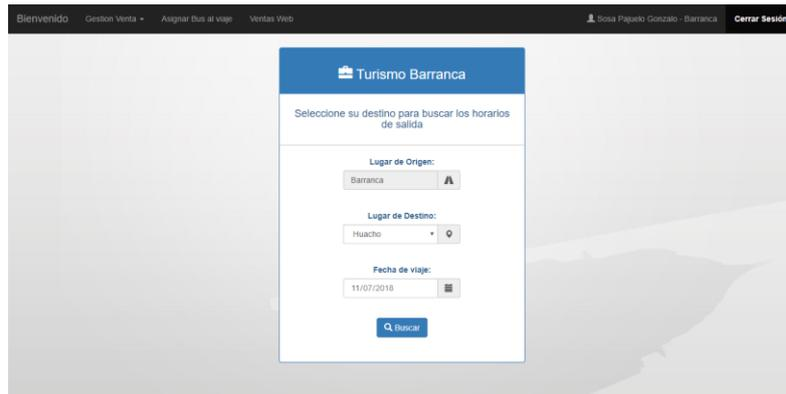 Bienvenido Gestion Venta Asignar Bus al viaje Ventas Web Sosa Pajuelo Gonzalo - Barranca Cerrar Sesión
Turismo Barranca
Seleccione su destino para buscar los horarios
de salida
Lugar de Origen:
Barranca
Lugar de Destino:
Huacho
Fecha de viaje:
11/07/2018
Buscar